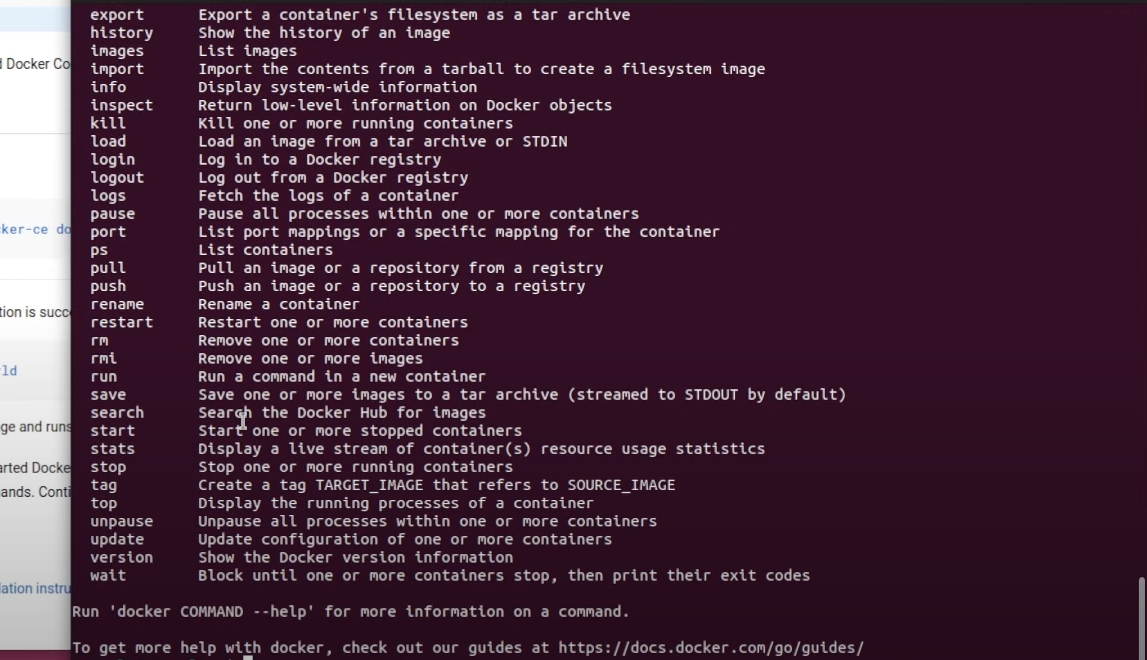 export Export a container's filesystem as a tar archive
history Show the history of an image
images List images
import Import the contents from a tarball to create a filesystem image
info Display system-wide information
inspect Return low-level information on Docker objects
kill Kill one or more running containers
load Load an image from a tar archive or STDIN
login Log in to a Docker registry
logout Log out from a Docker registry
logs Fetch the logs of a container
pause Pause all processes within one or more containers
port List port mappings or a specific mapping for the container
ps List containers
pull Pull an image or a repository from a registry
push Push an image or a repository to a registry
rename Rename a container
restart Restart one or more containers
rm Remove one or more containers
rmi Remove one or more images
run Run a command in a new container
save Save one or more images to a tar archive (streamed to STDOUT by default)
search Search the Docker Hub for images
start Start one or more stopped containers
stats Display a live stream of container(s) resource usage statistics
stop Stop one or more running containers
tag Create a tag TARGET_IMAGE that refers to SOURCE_IMAGE
top Display the running processes of a container
unpause Unpause all processes within one or more containers
update Update configuration of one or more containers
version Show the Docker version information
wait Block until one or more containers stop, then print their exit codes
Run 'docker COMMAND --help' for more information on a command.
To get more help with docker, check out our guides at https://docs.docker.com/go/guides/
d Docker Co
ker-ce do
tion is succ
ld
ge and runs
arted Docke
ands. Conti
lation instru